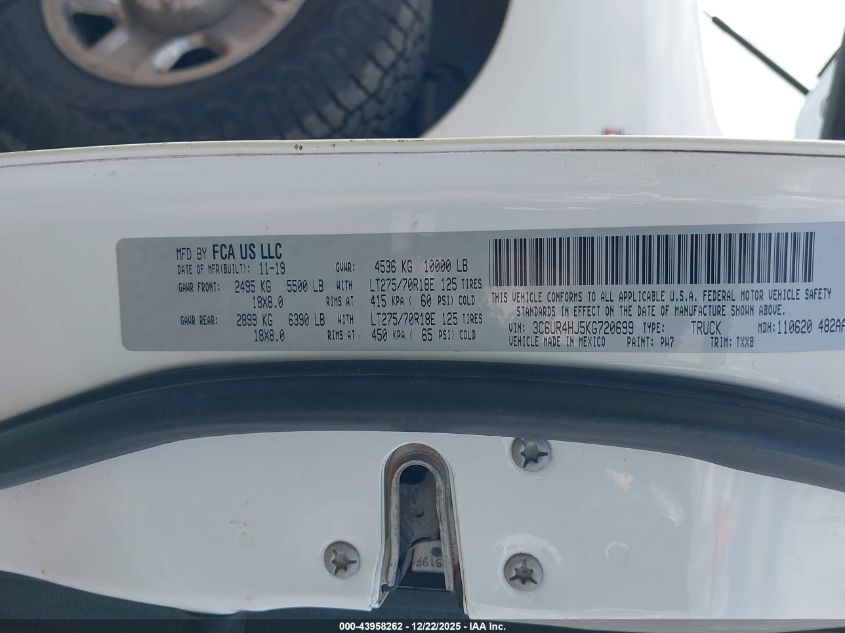 MFD BY FCA US LLC
DATE OF MFR(BUILT): 11-19 GVWR: 4536 KG 10000 LB
GAWR FRONT: 2495 KG 5500 LB WITH LT275/70R18E 125 TIRES
18X8.0 RIMS AT 415 KPA ( 60 PSI) COLD
GAWR REAR: 2899 KG 6390 LB WITH LT275/70R18E 125 TIRES
18X8.0 RIMS AT 450 KPA ( 65 PSI) COLD
THIS VEHICLE CONFORMS TO ALL APPLICABLE U.S.A. FEDERAL MOTOR VEHICLE SAFETY
STANDARDS IN EFFECT ON THE DATE OF MANUFACTURE SHOWN ABOVE.
VIN: 3C6UR4HJ5KG720699 TYPE: TRUCK MDH: 110620 482AA
VEHICLE MADE IN MEXICO PAINT: PW7 TRIM: TXX8
000-43958262 - 12/22/2025 - IAA Inc.